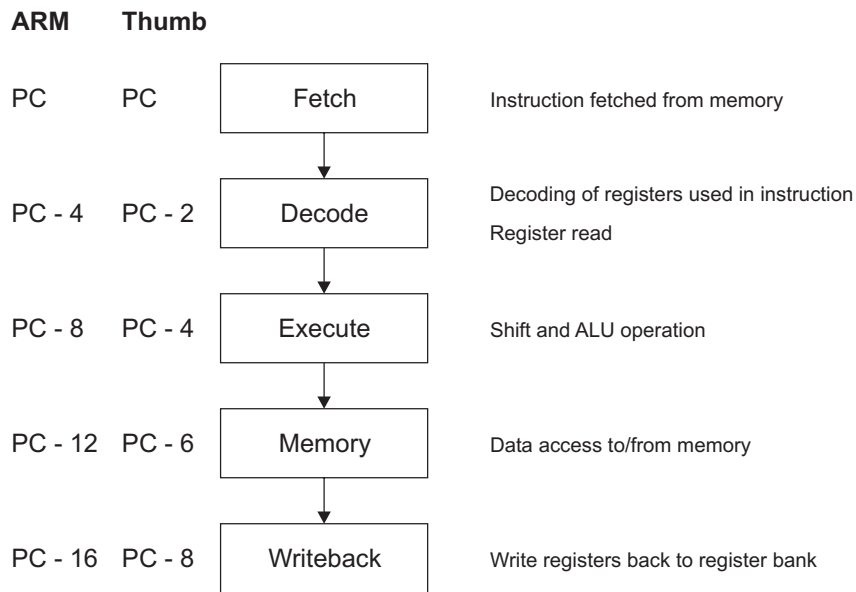 ARM Thumb
PC PC Fetch Instruction fetched from memory
PC - 4 PC - 2 Decode Decoding of registers used in instruction
Register read
PC - 8 PC - 4 Execute Shift and ALU operation
PC - 12 PC - 6 Memory Data access to/from memory
PC - 16 PC - 8 Writeback Write registers back to register bank